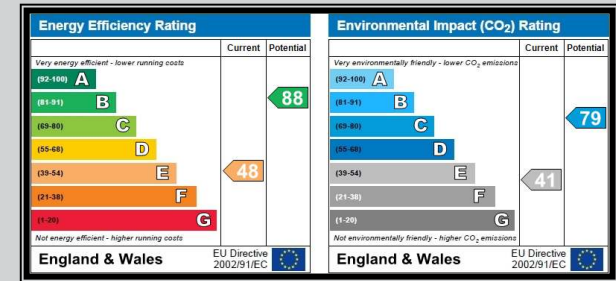 Energy Efficiency Rating
Current Potential
Very energy efficient - lower running costs
(92-100) A
(81-91) B
88
(69-80) C
(55-68) D
(39-54) E
48
(21-38) F
(1-20) G
Not energy efficient - higher running costs
England & Wales
EU Directive
2002/91/EC
Environmental Impact (CO₂) Rating
Current Potential
Very environmentally friendly - lower CO₂ emissions
(92-100) A
(81-91) B
(69-80) C
79
(55-68) D
(39-54) E
41
(21-38) F
(1-20) G
Not environmentally friendly - higher CO₂ emissions
England & Wales
EU Directive
2002/91/EC